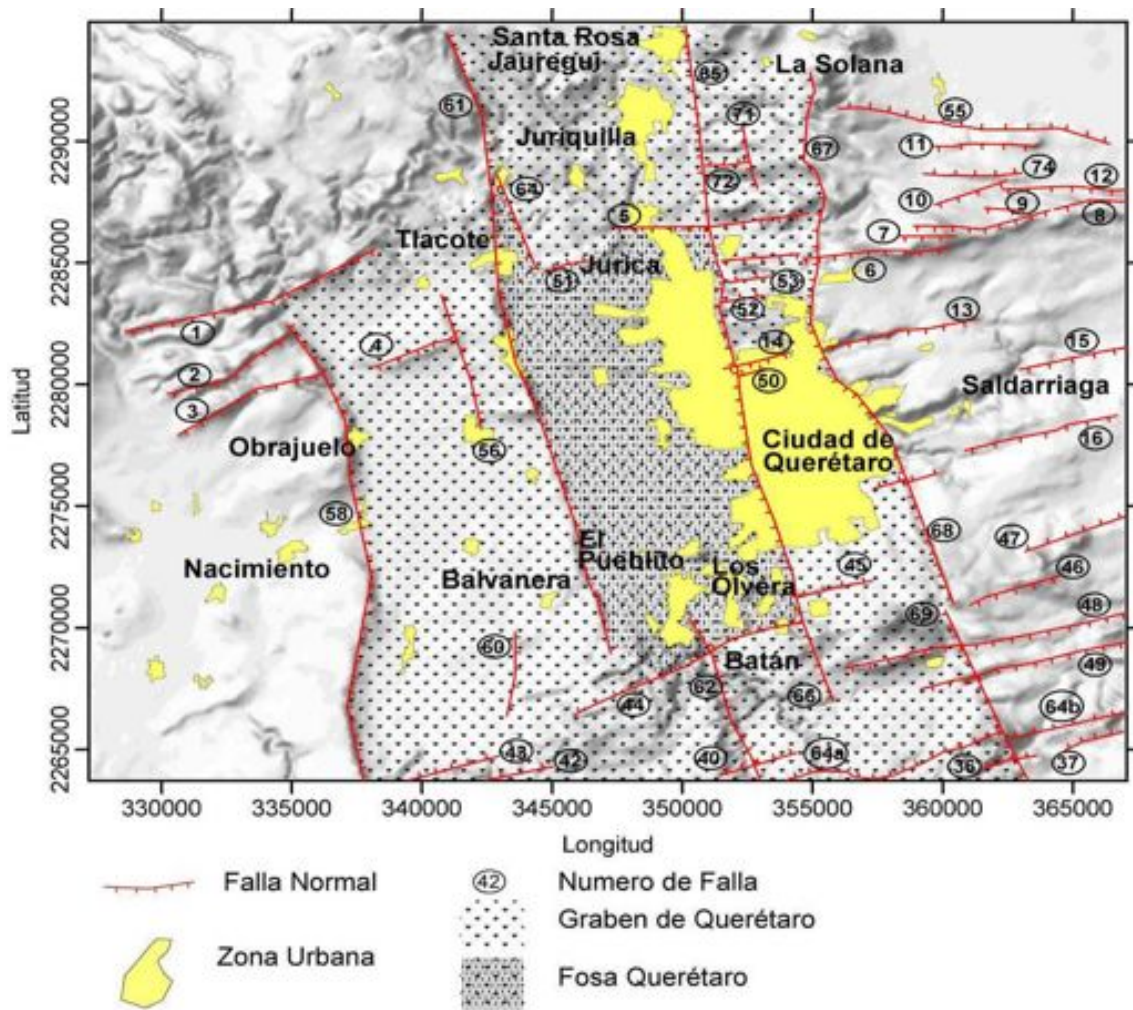 Santa Rosa
Jauregui
85
La Solana
61
71
55
Juriquilla
67
11
74
12
72
64
10
9
8
5
7
Tlacote
51
Jurica
53
6
52
13
1
4
14
15
2
50
Saldarriaga
3
Obrajuelo
56
Ciudad de
Querétaro
16
58
68
47
El
Pueblito
Nacimiento
Balvanera
Los
Olvera
45
46
69
48
60
Batán
62
66
49
44
64b
43
42
40
64a
36
37
Latitud
2290000
2285000
2280000
2275000
2270000
2265000
330000 335000 340000 345000 350000 355000 360000 365000
Longitud
Falla Normal
42 Numero de Falla
Graben de Querétaro
Zona Urbana
Fosa Querétaro